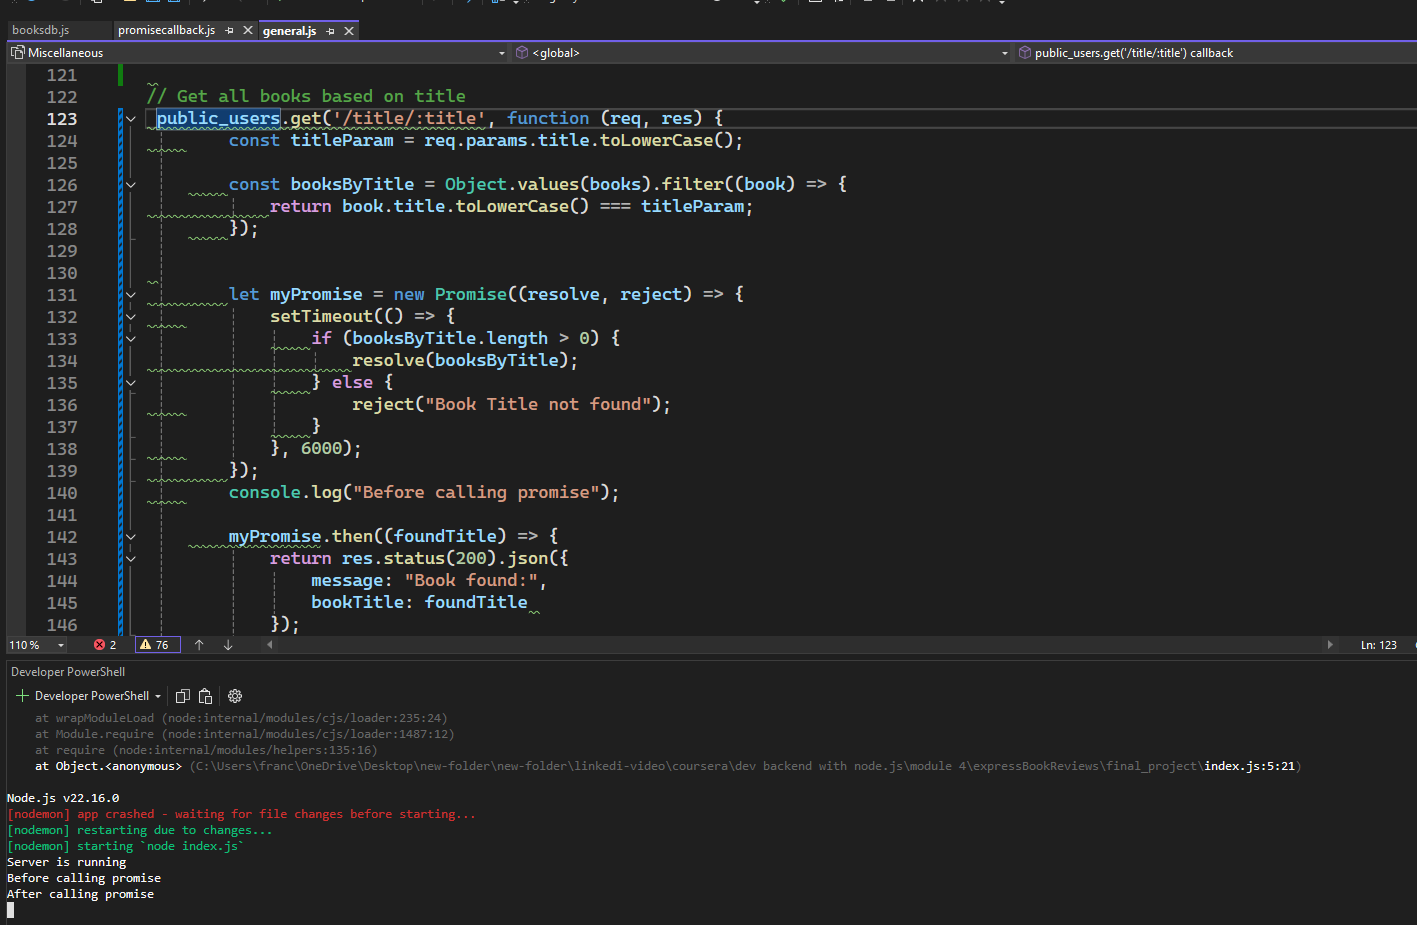 booksdb.js promisecallback.js general.js
Miscellaneous <global> public_users.get('/title/:title') callback
121
122 // Get all books based on title
123 public_users.get('/title/:title', function (req, res) {
124 const titleParam = req.params.title.toLowerCase();
125
126 const booksByTitle = Object.values(books).filter((book) => {
127 return book.title.toLowerCase() === titleParam;
128 });
129
130
131 let myPromise = new Promise((resolve, reject) => {
132 setTimeout(() => {
133 if (booksByTitle.length > 0) {
134 resolve(booksByTitle);
135 } else {
136 reject("Book Title not found");
137 }
138 }, 6000);
139 });
140 console.log("Before calling promise");
141
142 myPromise.then((foundTitle) => {
143 return res.status(200).json({
144 message: "Book found:",
145 bookTitle: foundTitle
146 });
110 % 2 76 Ln: 123
Developer PowerShell
Developer PowerShell
at wrapModuleLoad (node:internal/modules/cjs/loader:235:24)
at Module.require (node:internal/modules/cjs/loader:1487:12)
at require (node:internal/modules/helpers:135:16)
at Object.<anonymous> (C:\Users\franc\OneDrive\Desktop\new-folder\new-folder\linkedi-video\coursera\dev backend with node.js\module 4\expressBookReviews\final_project\index.js:5:21)
Node.js v22.16.0
[nodemon] app crashed - waiting for file changes before starting...
[nodemon] restarting due to changes...
[nodemon] starting `node index.js`
Server is running
Before calling promise
After calling promise